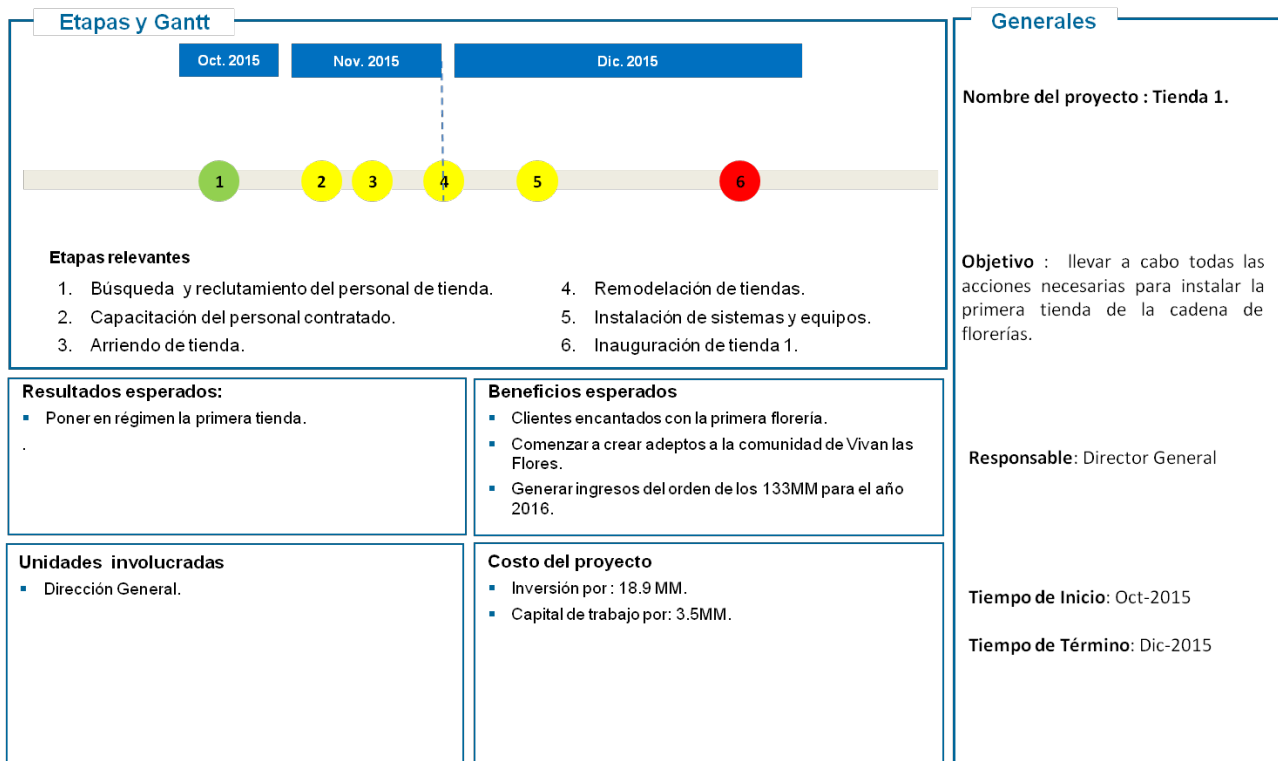 Etapas y Gantt
Oct. 2015
Nov. 2015
Dic. 2015
1
2
3
4
5
6
Etapas relevantes
1. Búsqueda y reclutamiento del personal de tienda.
2. Capacitación del personal contratado.
3. Arriendo de tienda.
4. Remodelación de tiendas.
5. Instalación de sistemas y equipos.
6. Inauguración de tienda 1.
Resultados esperados:
▪ Poner en régimen la primera tienda.
.
Beneficios esperados
▪ Clientes encantados con la primera florería.
▪ Comenzar a crear adeptos a la comunidad de Vivan las
Flores.
▪ Generar ingresos del orden de los 133MM para el año
2016.
Unidades involucradas
▪ Dirección General.
Costo del proyecto
▪ Inversión por : 18.9 MM.
▪ Capital de trabajo por: 3.5MM.
Generales
Nombre del proyecto : Tienda 1.
Objetivo : llevar a cabo todas las
acciones necesarias para instalar la
primera tienda de la cadena de
florerías.
Responsable: Director General
Tiempo de Inicio: Oct-2015
Tiempo de Término: Dic-2015